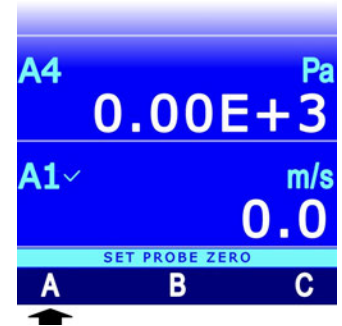 A4 Pa
0.00E+3
A1✓ m/s
0.0
SET PROBE ZERO
A B C